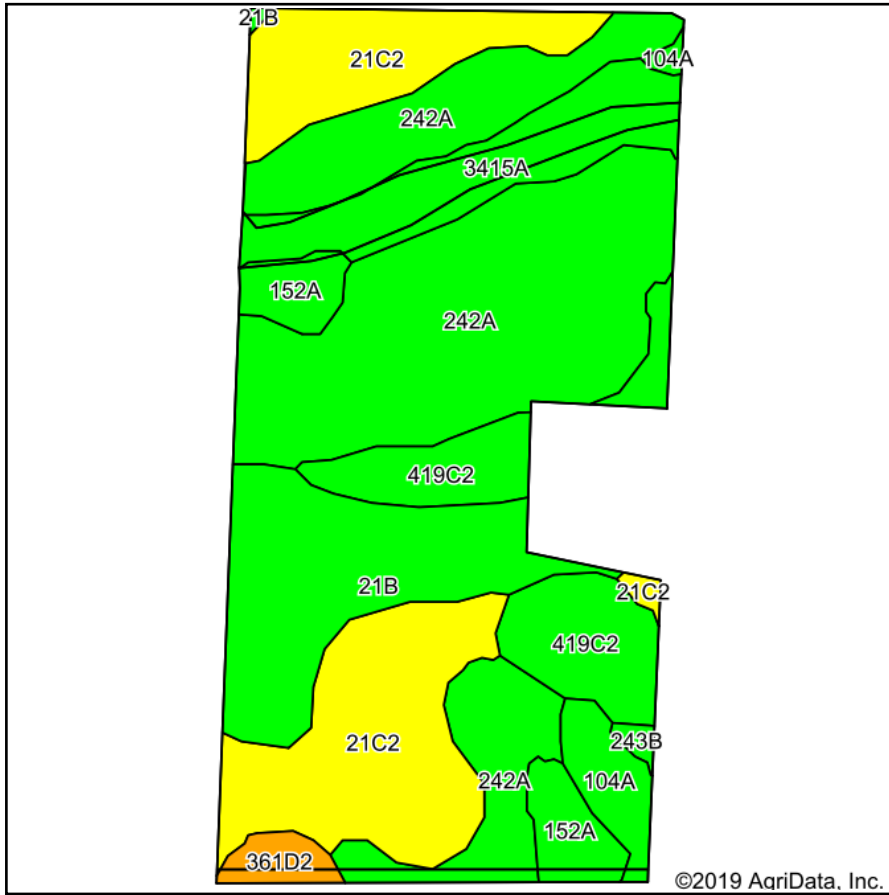 21B
21C2
104A
242A
3415A
152A
242A
419C2
21B
21C2
419C2
21C2
243B
242A
104A
152A
361D2
©2019 AgriData, Inc.